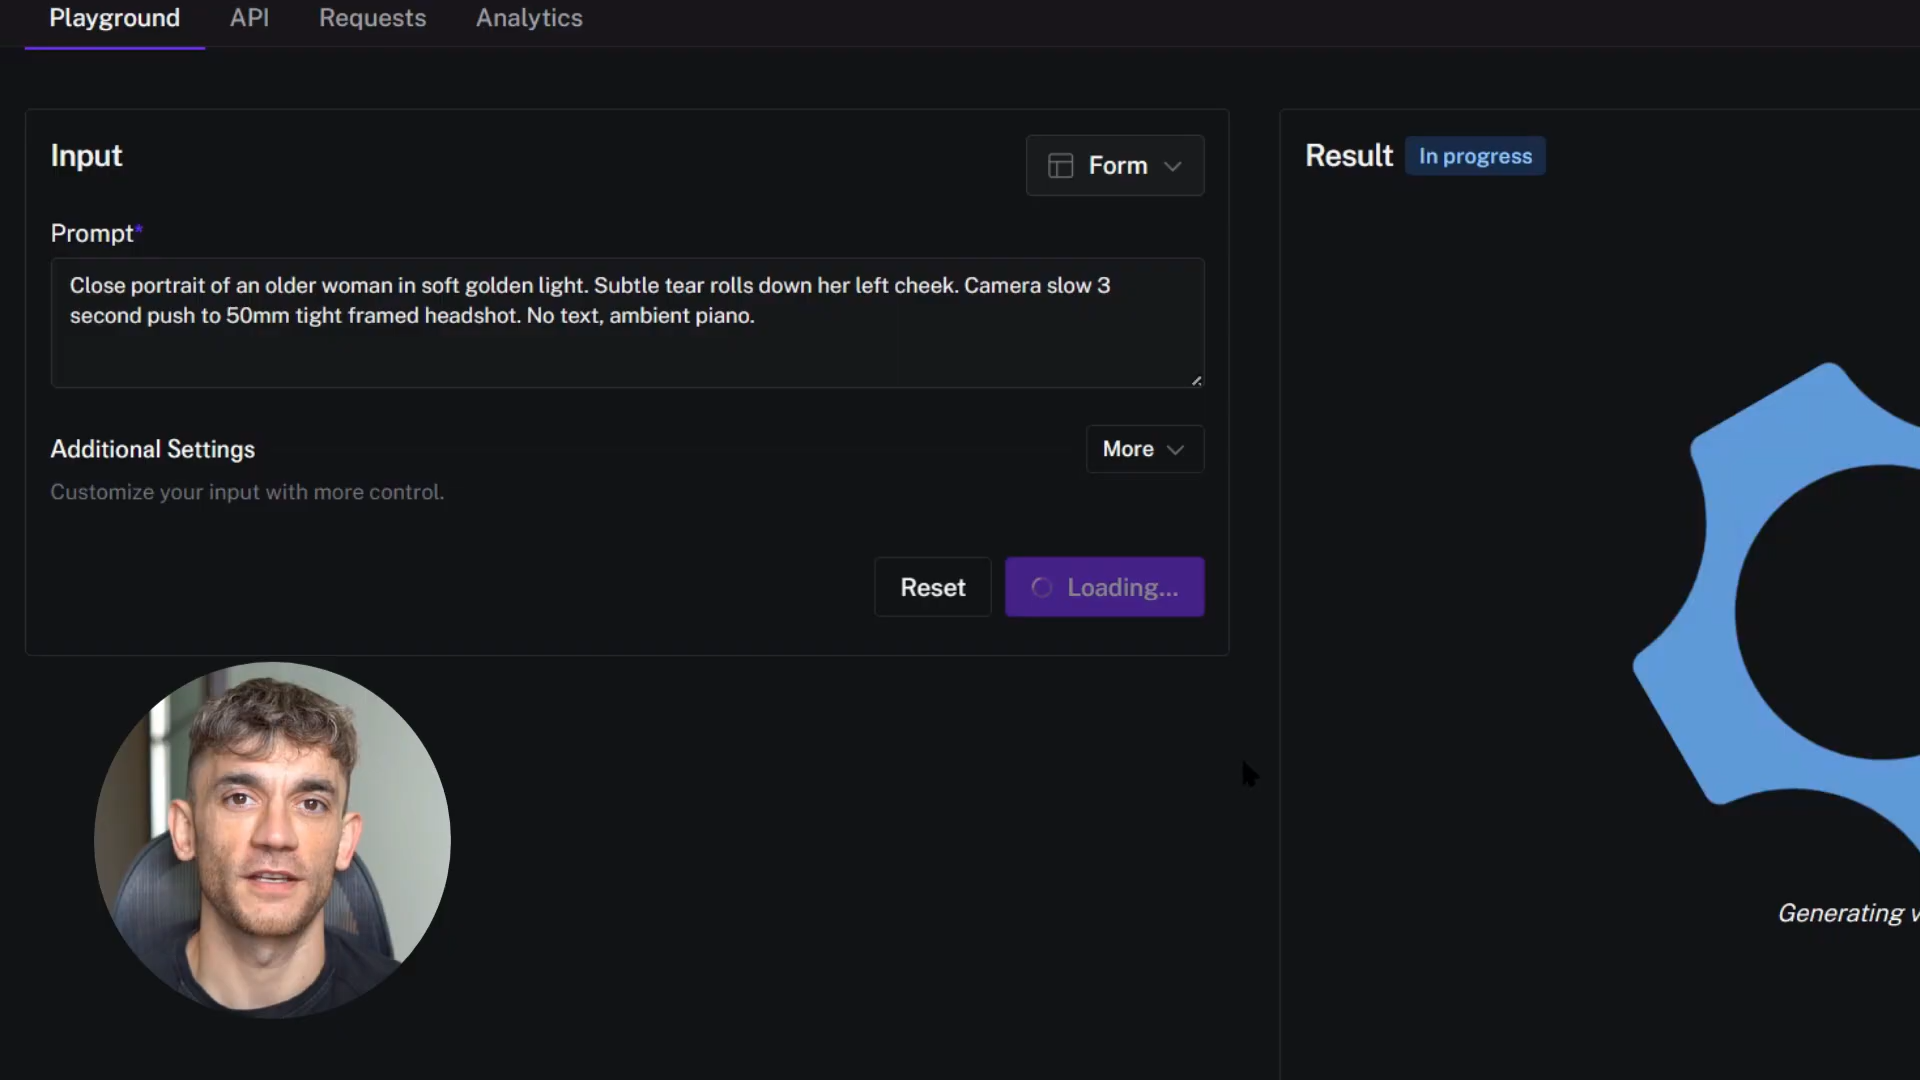 Playground API Requests Analytics
Input
Form
Prompt*
Close portrait of an older woman in soft golden light. Subtle tear rolls down her left cheek. Camera slow 3
second push to 50mm tight framed headshot. No text, ambient piano.
Additional Settings
More
Customize your input with more control.
Reset
Loading...
Result
In progress
Generating